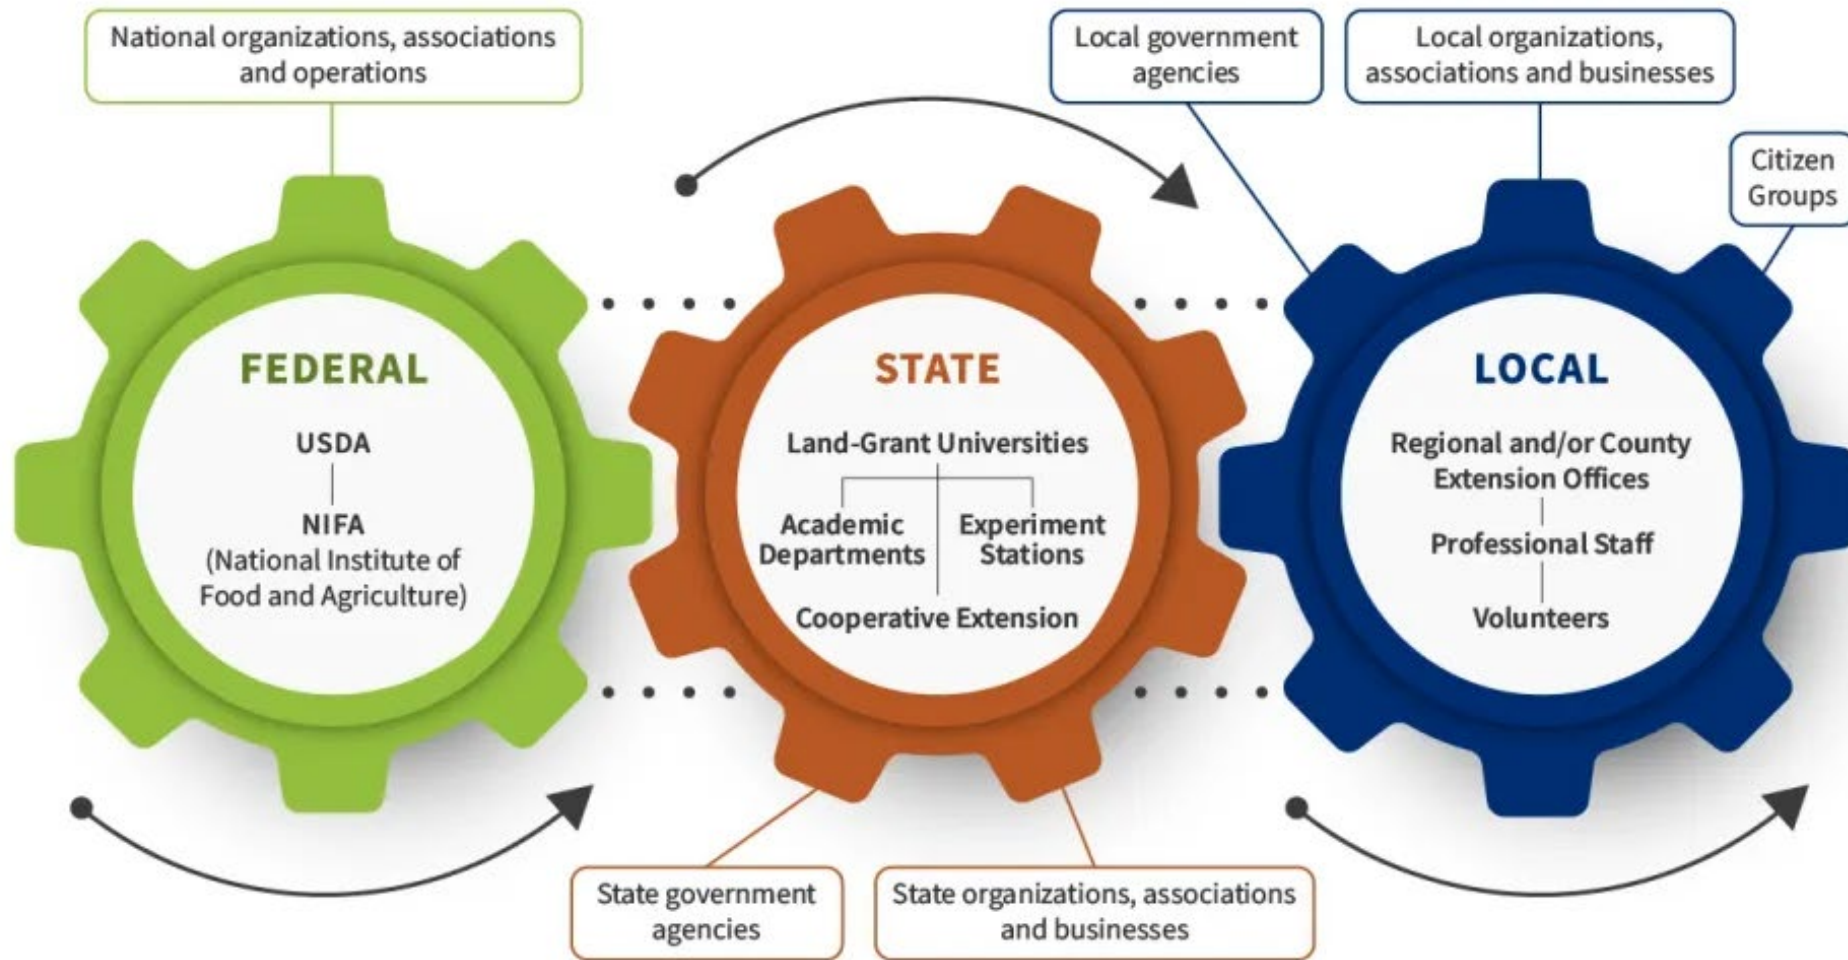 National organizations, associations
and operations
Local government
agencies
Local organizations,
associations and businesses
Citizen
Groups
FEDERAL
USDA
NIFA
(National Institute of
Food and Agriculture)
STATE
Land-Grant Universities
Academic
Departments
Experiment
Stations
Cooperative Extension
LOCAL
Regional and/or County
Extension Offices
Professional Staff
Volunteers
State government
agencies
State organizations, associations
and businesses